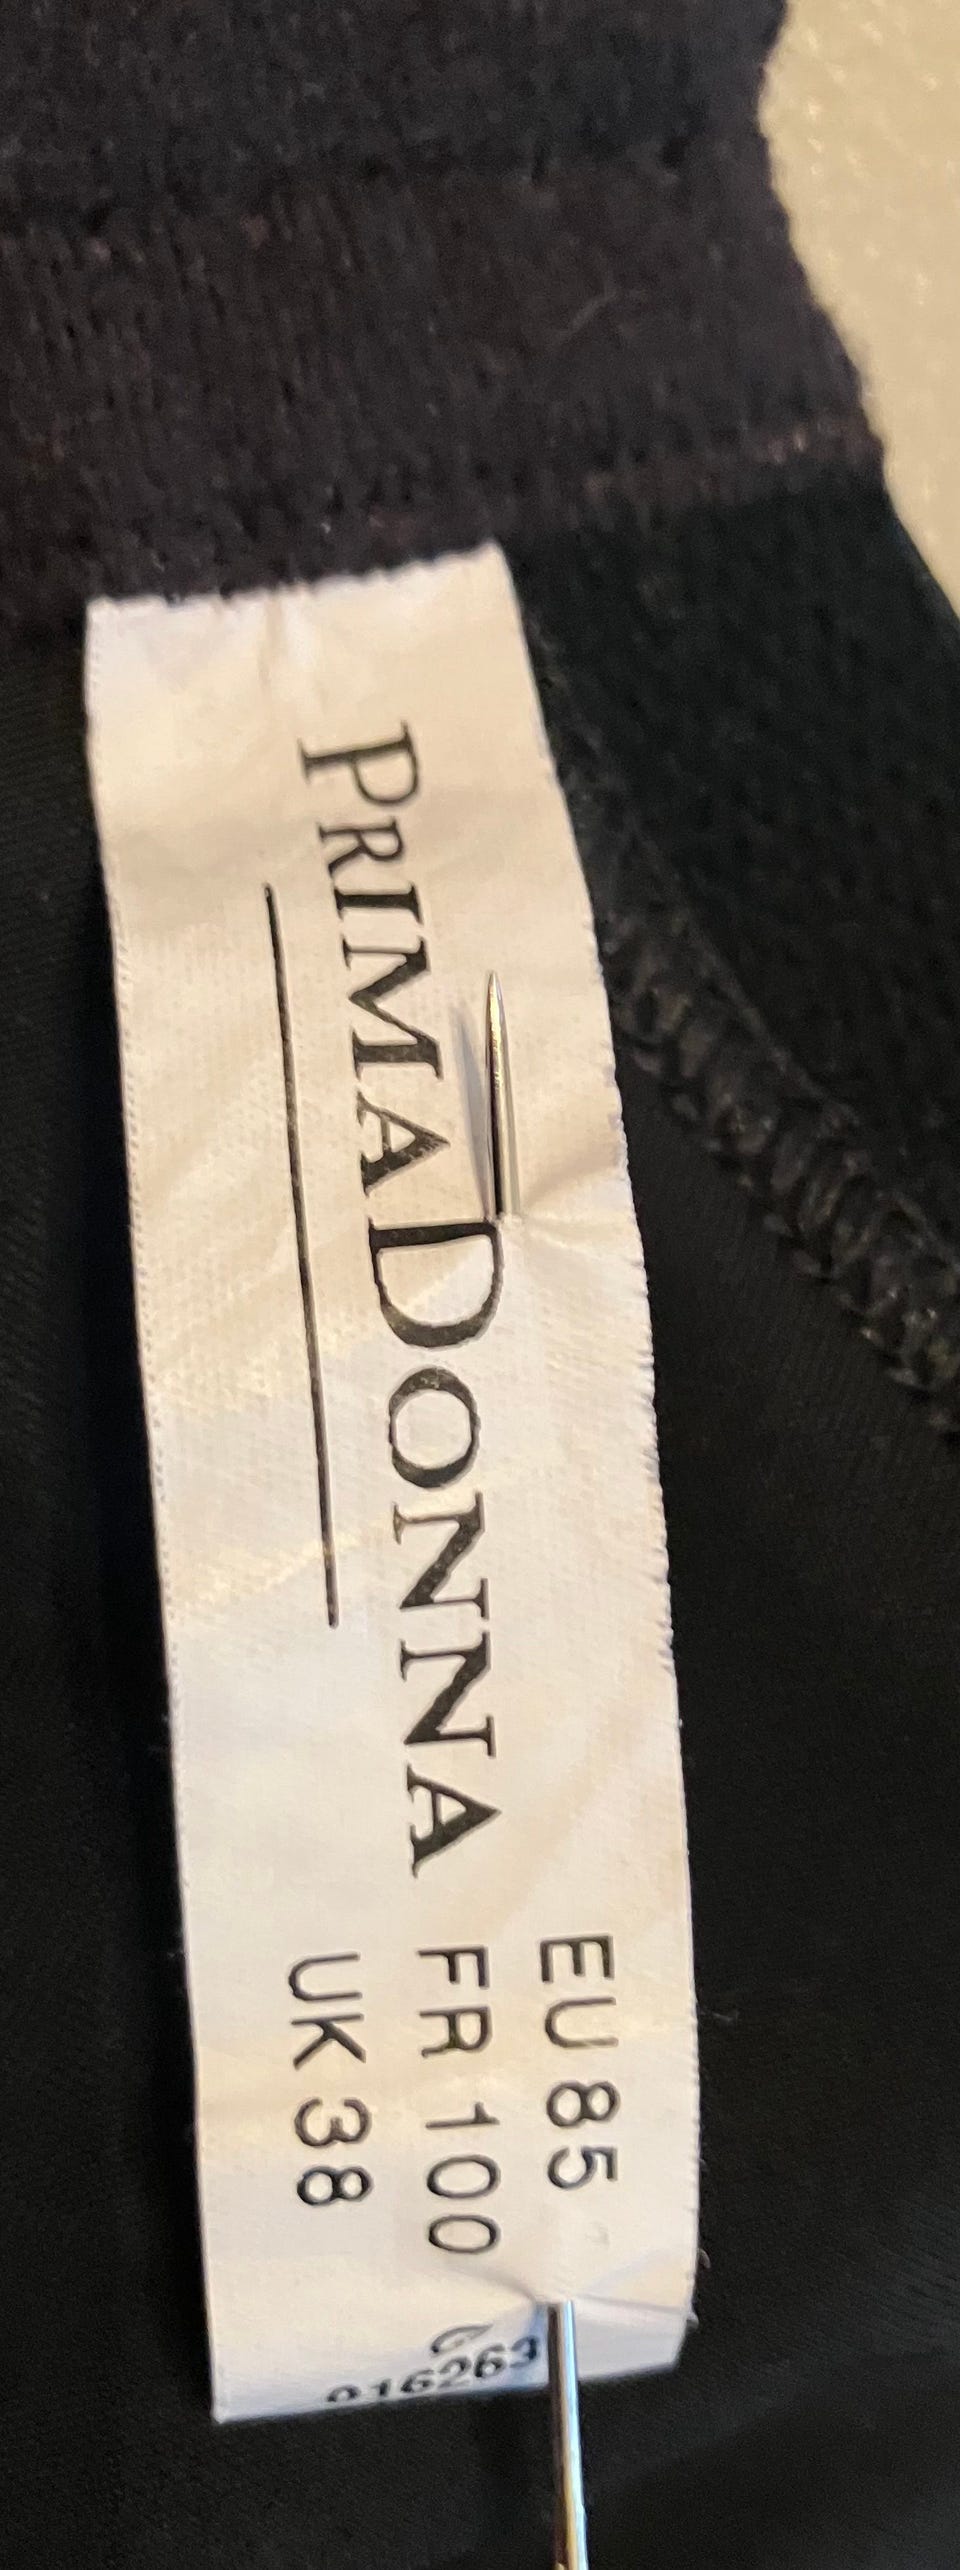 PRIMADONNA
EU 85
FR 100
UK 38